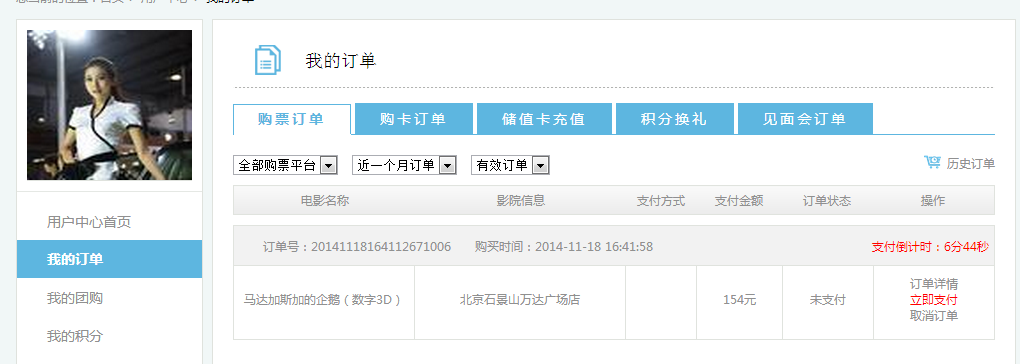 我的订单
购票订单 购卡订单 储值卡充值 积分换礼 见面会订单
全部购票平台 近一个月订单 有效订单 历史订单
电影名称 影院信息 支付方式 支付金额 订单状态 操作
订单号：20141118164112671006 购买时间：2014-11-18 16:41:58 支付倒计时：6分44秒
马达加斯加的企鹅（数字3D） 北京石景山万达广场店 154元 未支付
订单详情
立即支付
取消订单
用户中心首页
我的订单
我的团购
我的积分